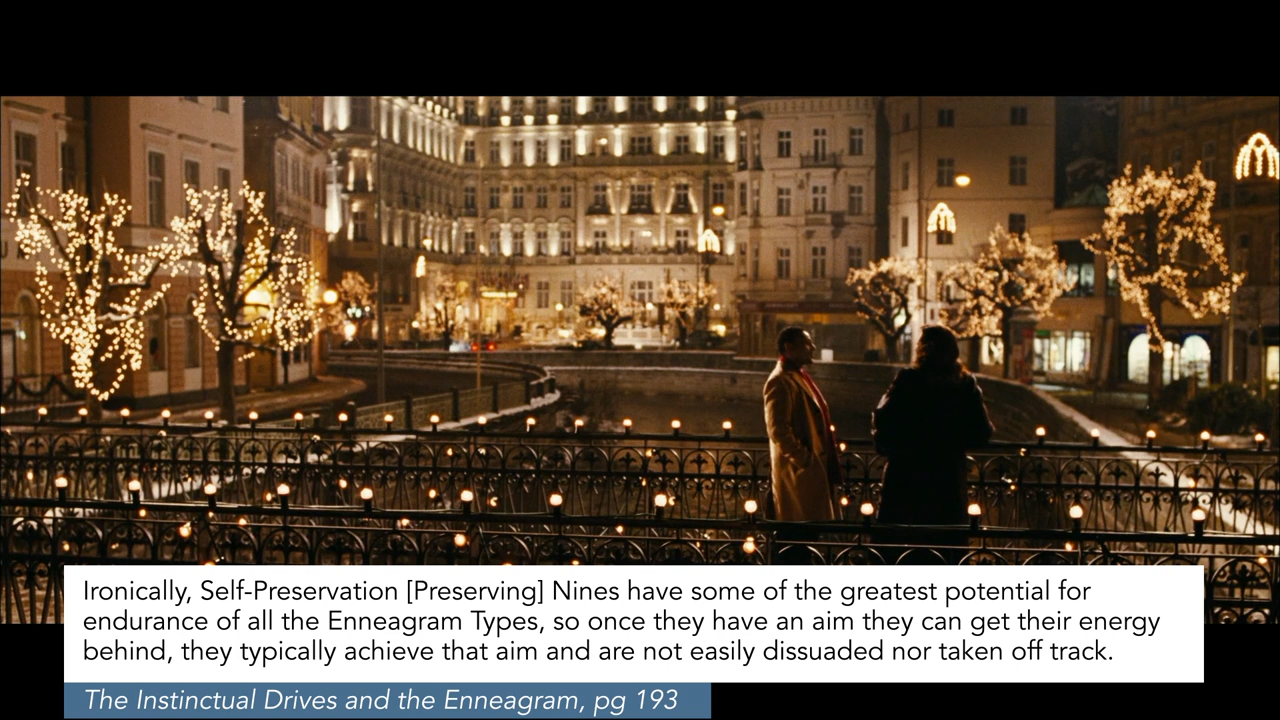 Ironically, Self-Preservation [Preserving] Nines have some of the greatest potential for
endurance of all the Enneagram Types, so once they have an aim they can get their energy
behind, they typically achieve that aim and are not easily dissuaded nor taken off track.
The Instinctual Drives and the Enneagram, pg 193